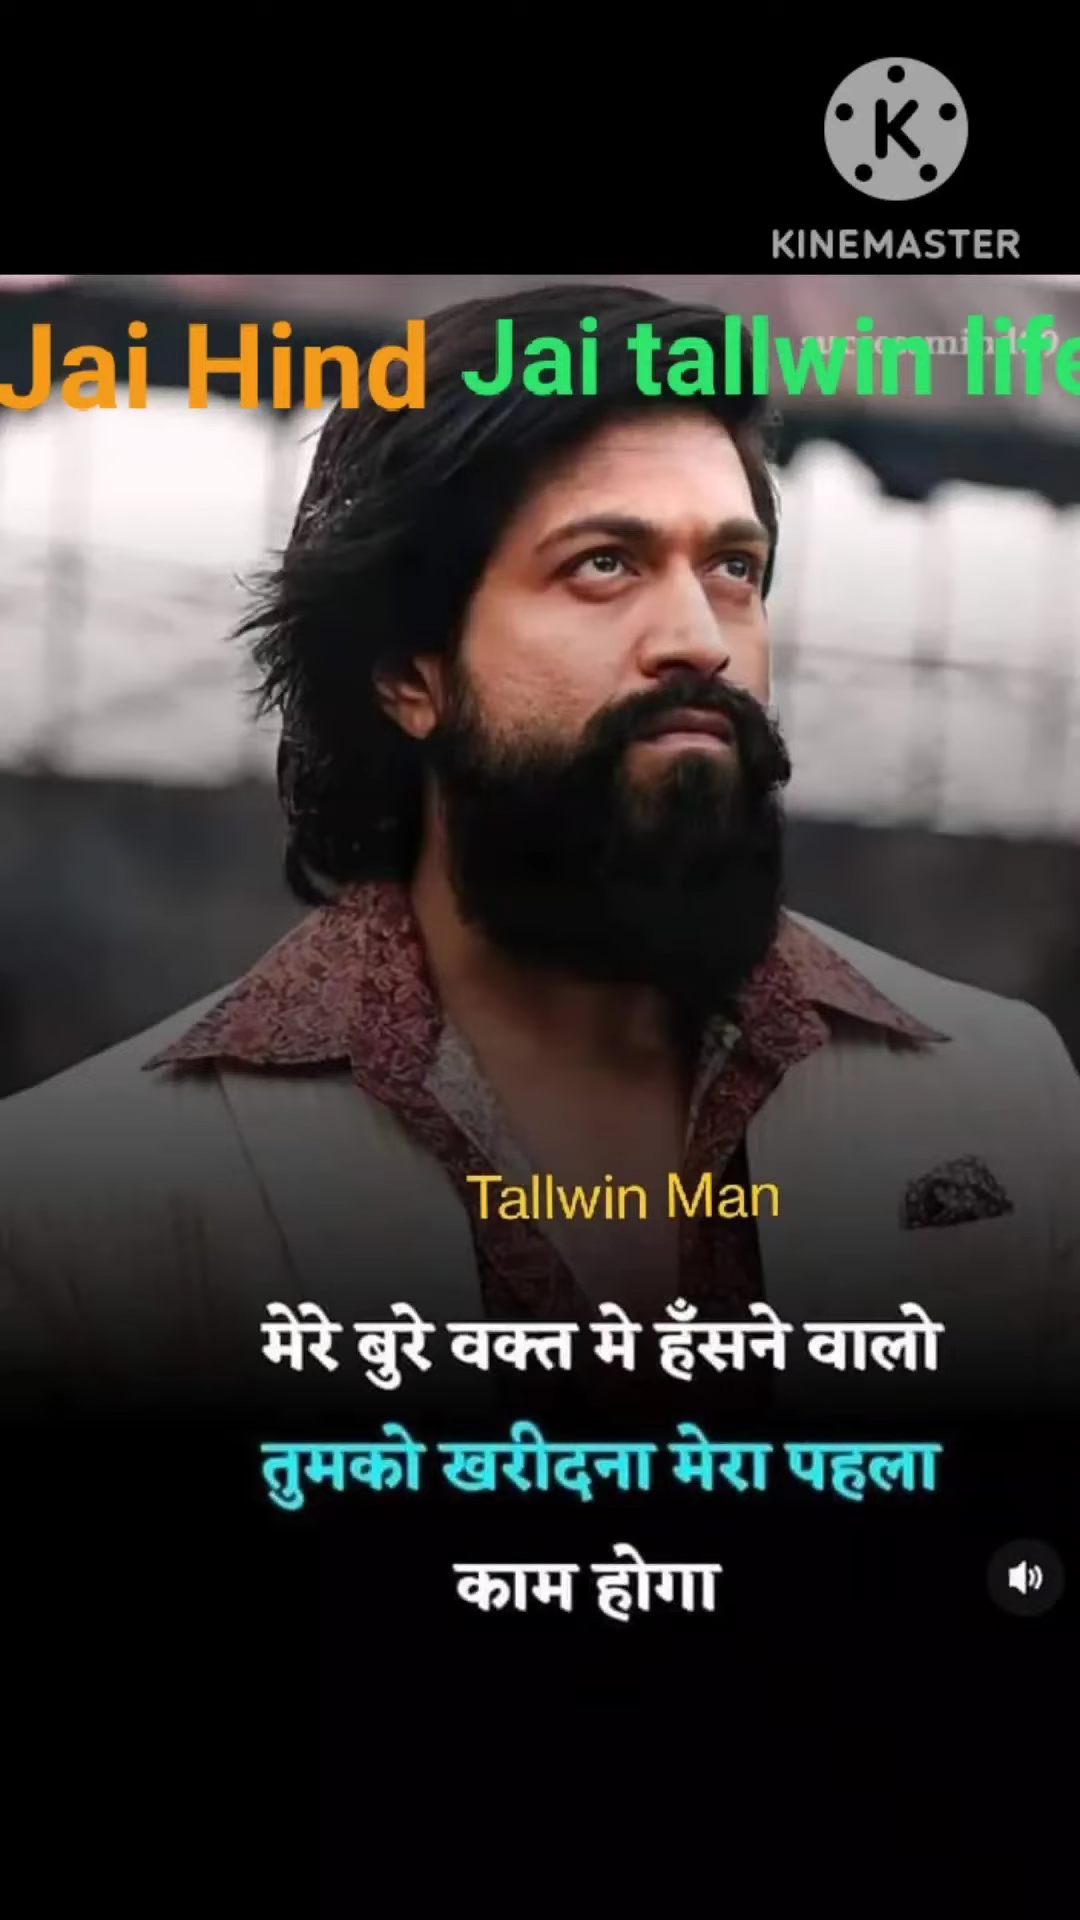 KINEMASTER
Jai Hind Jai tallwin life
Tallwin Man
मेरे बुरे वक्त मे हँसने वालो
तुमको खरीदना मेरा पहला
काम होगा